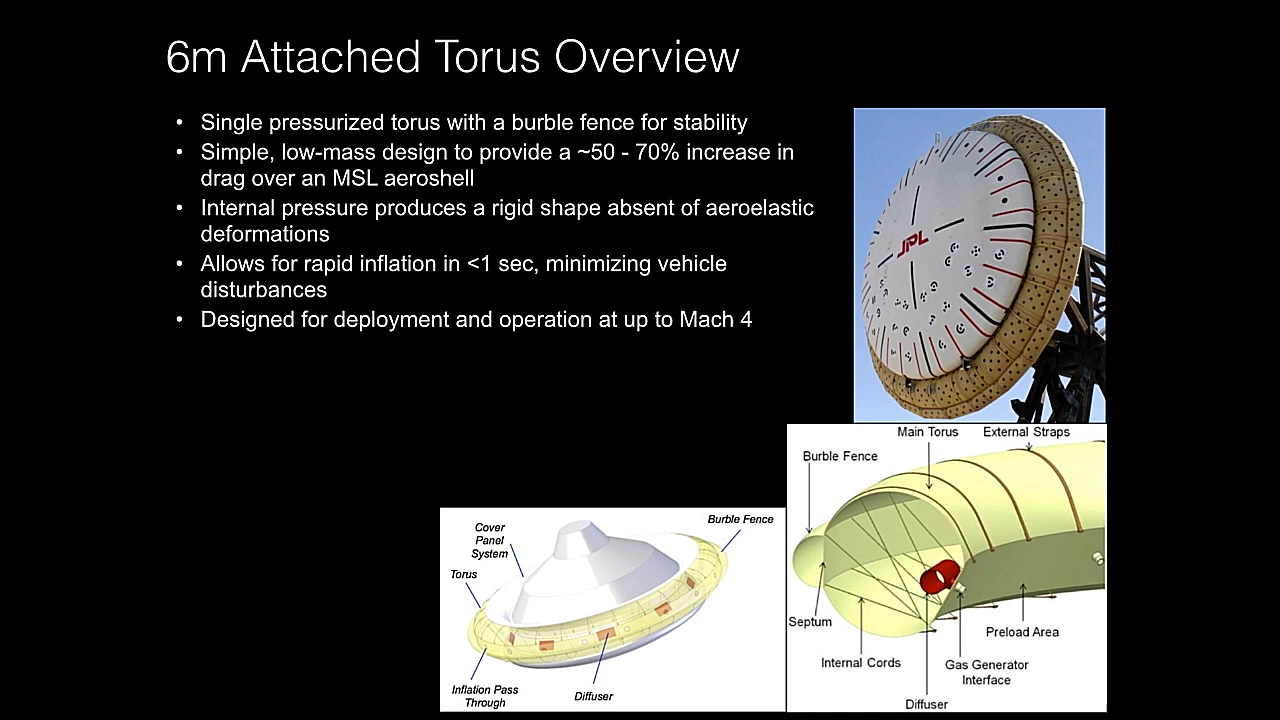 6m Attached Torus Overview
• Single pressurized torus with a burble fence for stability
• Simple, low-mass design to provide a ~50 - 70% increase in
drag over an MSL aeroshell
• Internal pressure produces a rigid shape absent of aeroelastic
deformations
• Allows for rapid inflation in <1 sec, minimizing vehicle
disturbances
• Designed for deployment and operation at up to Mach 4
JPL
Main Torus
External Straps
Burble Fence
Septum
Internal Cords
Preload Area
Gas Generator
Interface
Diffuser
Burble Fence
Cover
Panel
System
Torus
Inflation Pass
Through
Diffuser